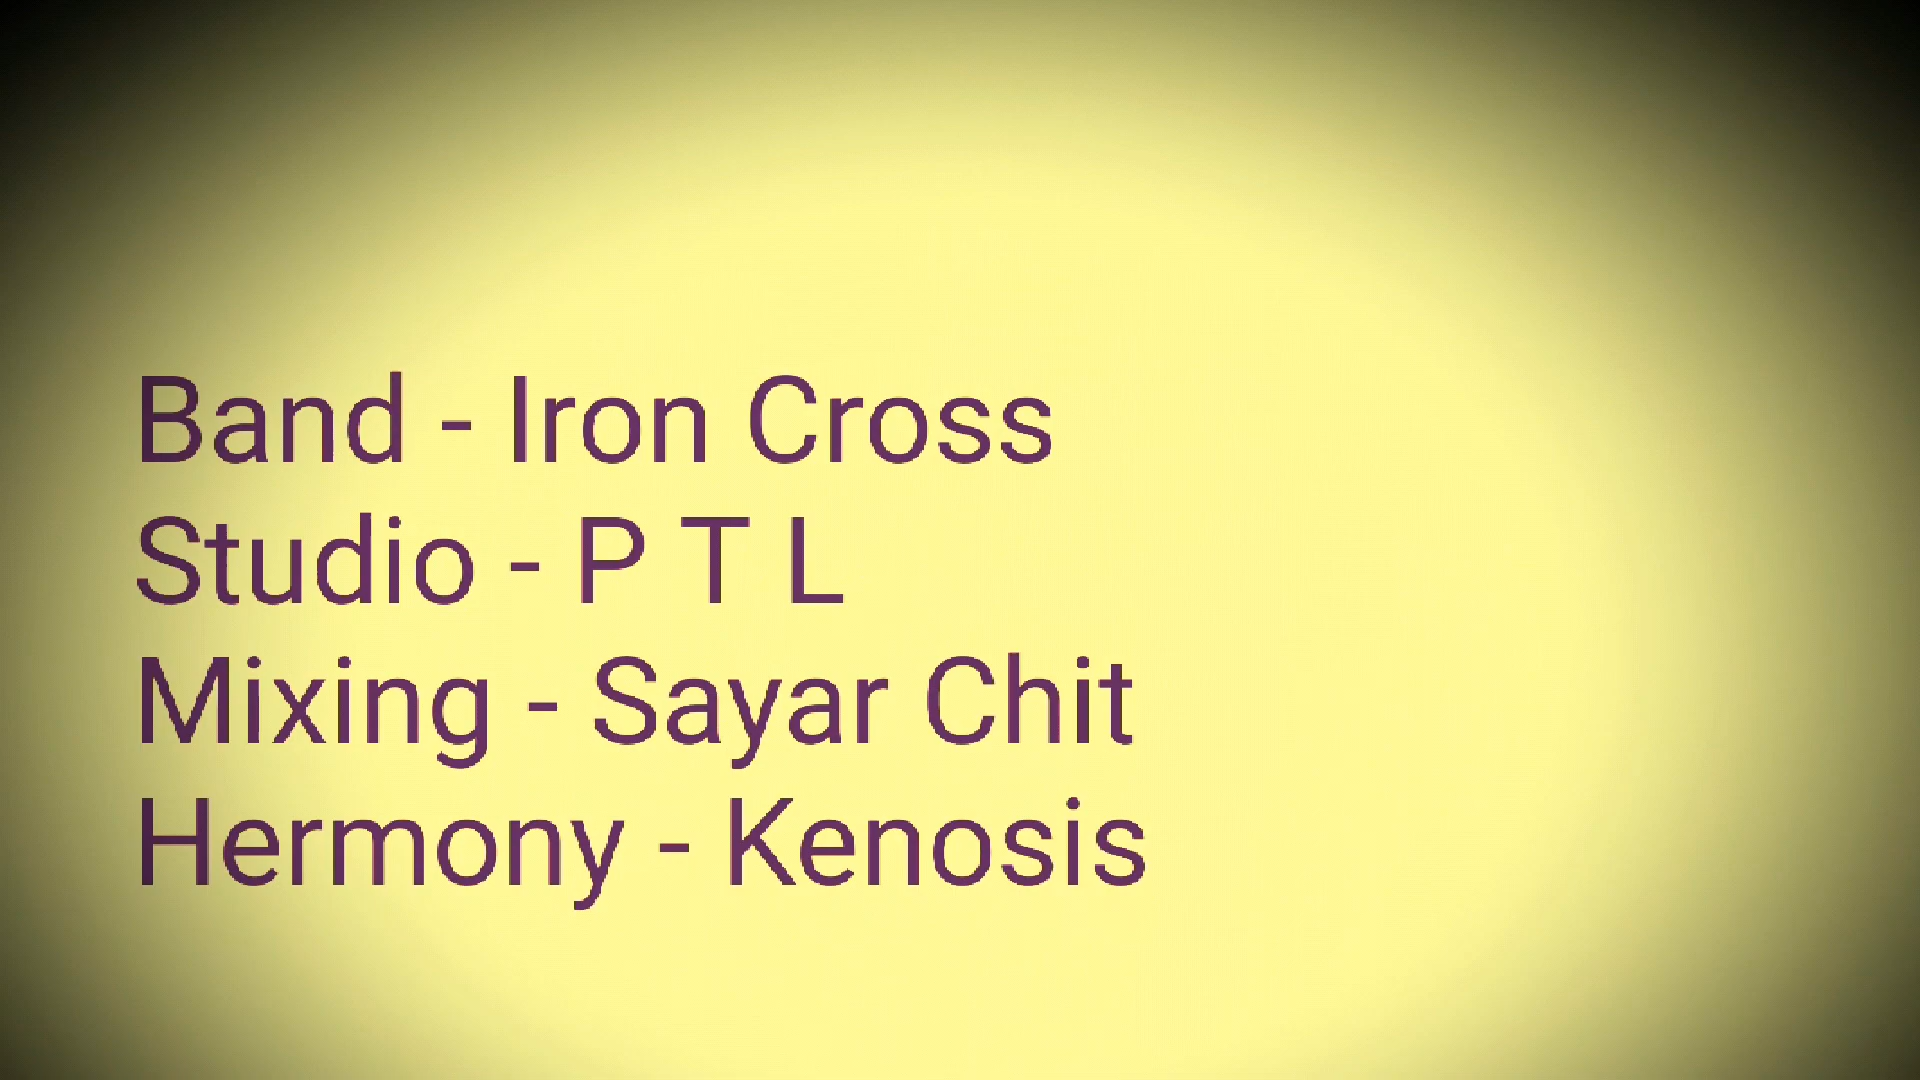 Band - Iron Cross
Studio - P T L
Mixing - Sayar Chit
Hermony - Kenosis